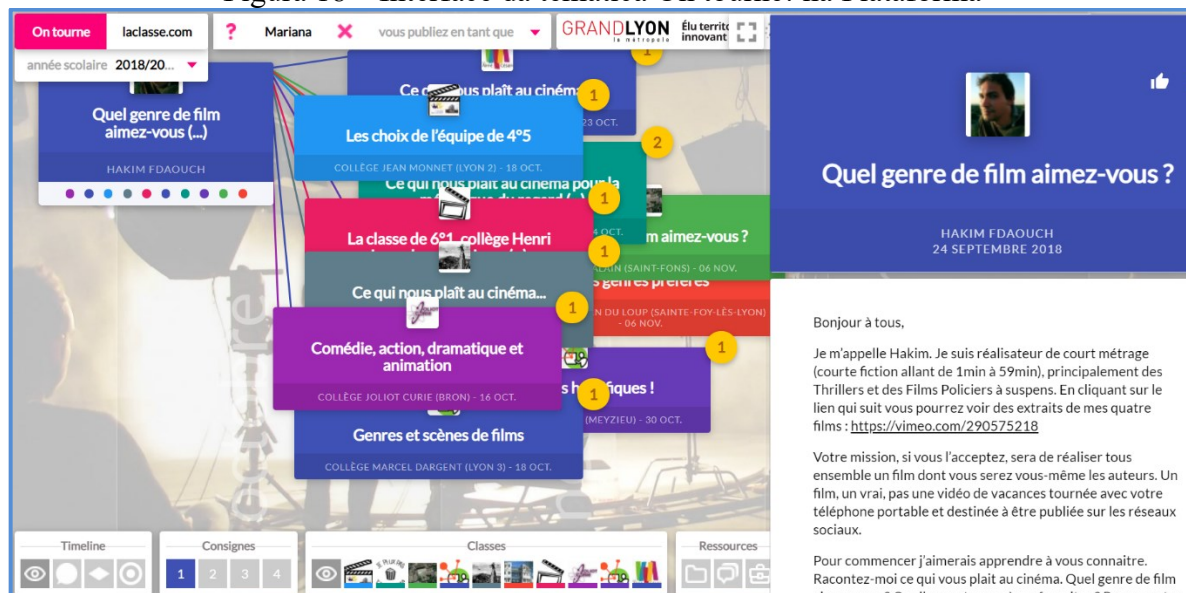 On tourne laclasse.com ? Mariana vous publiez en tant que GRANDLYON la métropole Élu innovant
année scolaire 2018/20...
Quel genre de film
aimez-vous (...)
HAKIM FDAOUCH
Ce nous plaît au cinéma
23 OCT.
1
Les choix de l'équipe de 4°5
COLLÈGE JEAN MONNET (LYON 2) - 18 OCT.
1
Ce qui nous plaît au cinéma pour la
OCT.
2
La classe de 6°1, collège Henri
1
m aimez-vous ?
(SAINT-FONS) - 06 NOV.
Ce qui nous plaît au cinéma...
1
N DU LOUP (SAINTE-FOY-LÈS-LYON)
- 06 NOV.
Comédie, action, dramatique et
animation
COLLÈGE JOLIOT CURIE (BRON) - 16 OCT.
1
fiques !
(MEYZIEU) - 30 OCT.
1
Genres et scènes de films
COLLÈGE MARCEL DARGENT (LYON 3) - 18 OCT.
1
Timeline
Consignes
1 2 3 4
Classes
Ressources
Quel genre de film aimez-vous ?
HAKIM FDAOUCH
24 SEPTEMBRE 2018
Bonjour à tous,
Je m'appelle Hakim. Je suis réalisateur de court métrage
(courte fiction allant de 1min à 59min), principalement des
Thrillers et des Films Policiers à suspens. En cliquant sur le
lien qui suit vous pourrez voir des extraits de mes quatre
films : https://vimeo.com/290575218
Votre mission, si vous l'acceptez, sera de réaliser tous
ensemble un film dont vous serez vous-même les auteurs. Un
film, un vrai, pas une vidéo de vacances tournée avec votre
téléphone portable et destinée à être publiée sur les réseaux
sociaux.
Pour commencer j'aimerais apprendre à vous connaitre.
Racontez-moi ce qui vous plait au cinéma. Quel genre de film